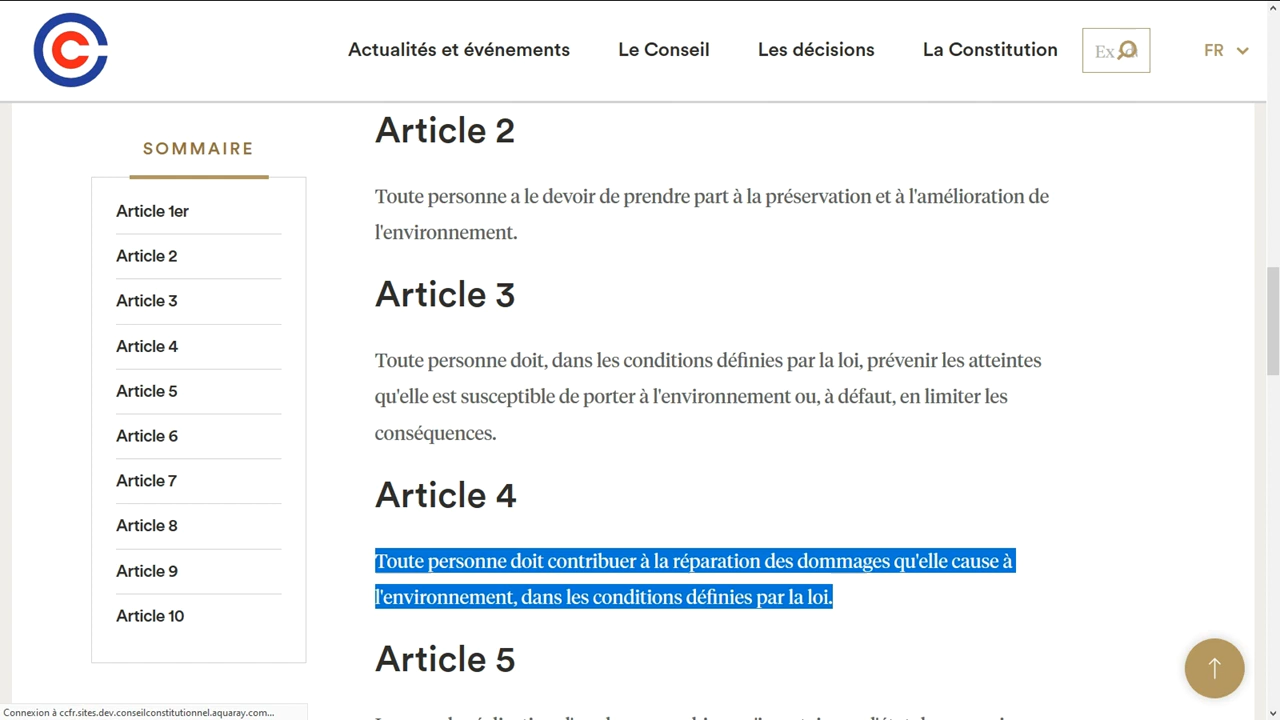 Actualités et événements
Le Conseil
Les décisions
La Constitution
Ex
FR
SOMMAIRE
Article 1er
Article 2
Article 3
Article 4
Article 5
Article 6
Article 7
Article 8
Article 9
Article 10
Article 2
Toute personne a le devoir de prendre part à la préservation et à l'amélioration de
l'environnement.
Article 3
Toute personne doit, dans les conditions définies par la loi, prévenir les atteintes
qu'elle est susceptible de porter à l'environnement ou, à défaut, en limiter les
conséquences.
Article 4
Toute personne doit contribuer à la réparation des dommages qu'elle cause à
l'environnement, dans les conditions définies par la loi.
Article 5
Connexion à ccfr.sites.dev.conseilconstitutionnel.aquaray.com...